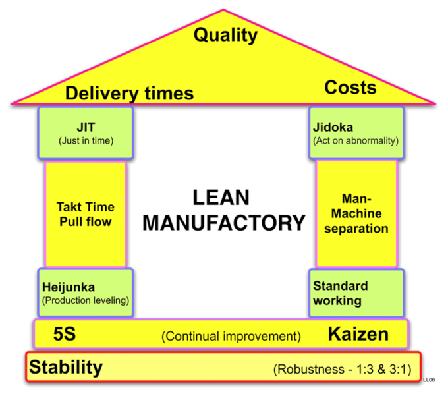 Quality
Delivery times
Costs
JIT
(Just in time)
Jidoka
(Act on abnormality)
Takt Time
Pull flow
LEAN
MANUFACTORY
Man-
Machine
separation
Heijunka
(Production leveling)
Standard
working
5S (Continual improvement) Kaizen
Stability (Robustness - 1:3 & 3:1)